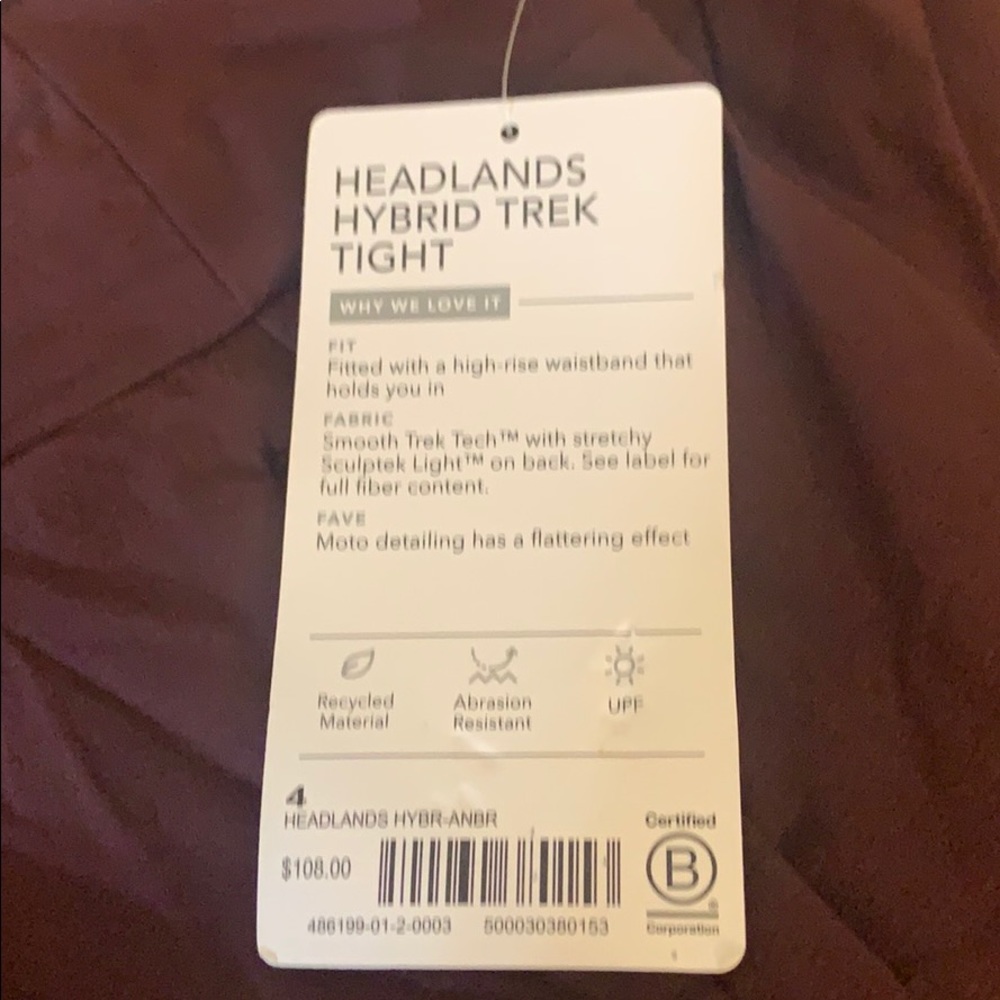 HEADLANDS
HYBRID TREK
TIGHT
WHY WE LOVE IT
FIT
Fitted with a high-rise waistband that
holds you in
FABRIC
Smooth Trek Tech™ with stretchy
Sculptek Light™ on back. See label for
full fiber content.
FAVE
Moto detailing has a flattering effect
Recycled
Material
Abrasion
Resistant
UPF
4
HEADLANDS HYBR-ANBR
$108.00
486199-01-2-0003 500030380153
Certified
B
Corporation